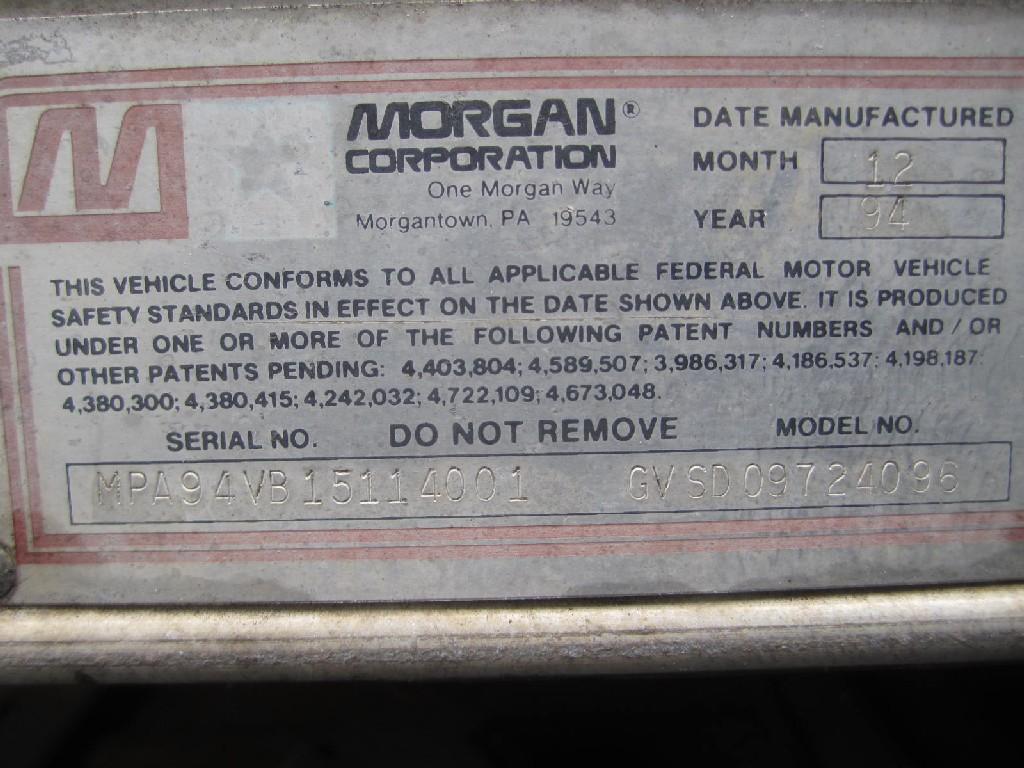 M
MORGAN®
CORPORATION
One Morgan Way
Morgantown, PA 19543
DATE MANUFACTURED
MONTH 12
YEAR 94
THIS VEHICLE CONFORMS TO ALL APPLICABLE FEDERAL MOTOR VEHICLE
SAFETY STANDARDS IN EFFECT ON THE DATE SHOWN ABOVE. IT IS PRODUCED
UNDER ONE OR MORE OF THE FOLLOWING PATENT NUMBERS AND / OR
OTHER PATENTS PENDING: 4,403,804; 4,589,507; 3,986,317; 4,186,537; 4,198,187;
4,380,300; 4,380,415; 4,242,032; 4,722,109; 4,673,048.
SERIAL NO. DO NOT REMOVE MODEL NO.
MPA94VB15114001 GVSD09724096